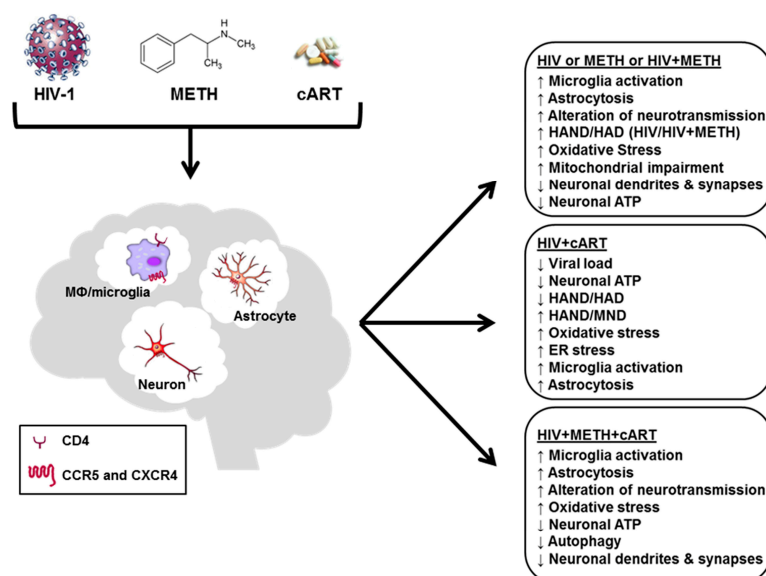 HIV-1
METH
cART
H
N
CH₃
CH₃
MΦ/microglia
Astrocyte
Neuron
CD4
CCR5 and CXCR4
HIV or METH or HIV+METH
↑ Microglia activation
↑ Astrocytosis
↑ Alteration of neurotransmission
↑ HAND/HAD (HIV/HIV+METH)
↑ Oxidative Stress
↑ Mitochondrial impairment
↓ Neuronal dendrites & synapses
↓ Neuronal ATP
HIV+cART
↓ Viral load
↓ Neuronal ATP
↓ HAND/HAD
↑ HAND/MND
↑ Oxidative stress
↑ ER stress
↑ Microglia activation
↑ Astrocytosis
HIV+METH+cART
↑ Microglia activation
↑ Astrocytosis
↑ Alteration of neurotransmission
↑ Oxidative stress
↓ Neuronal ATP
↓ Autophagy
↓ Neuronal dendrites & synapses